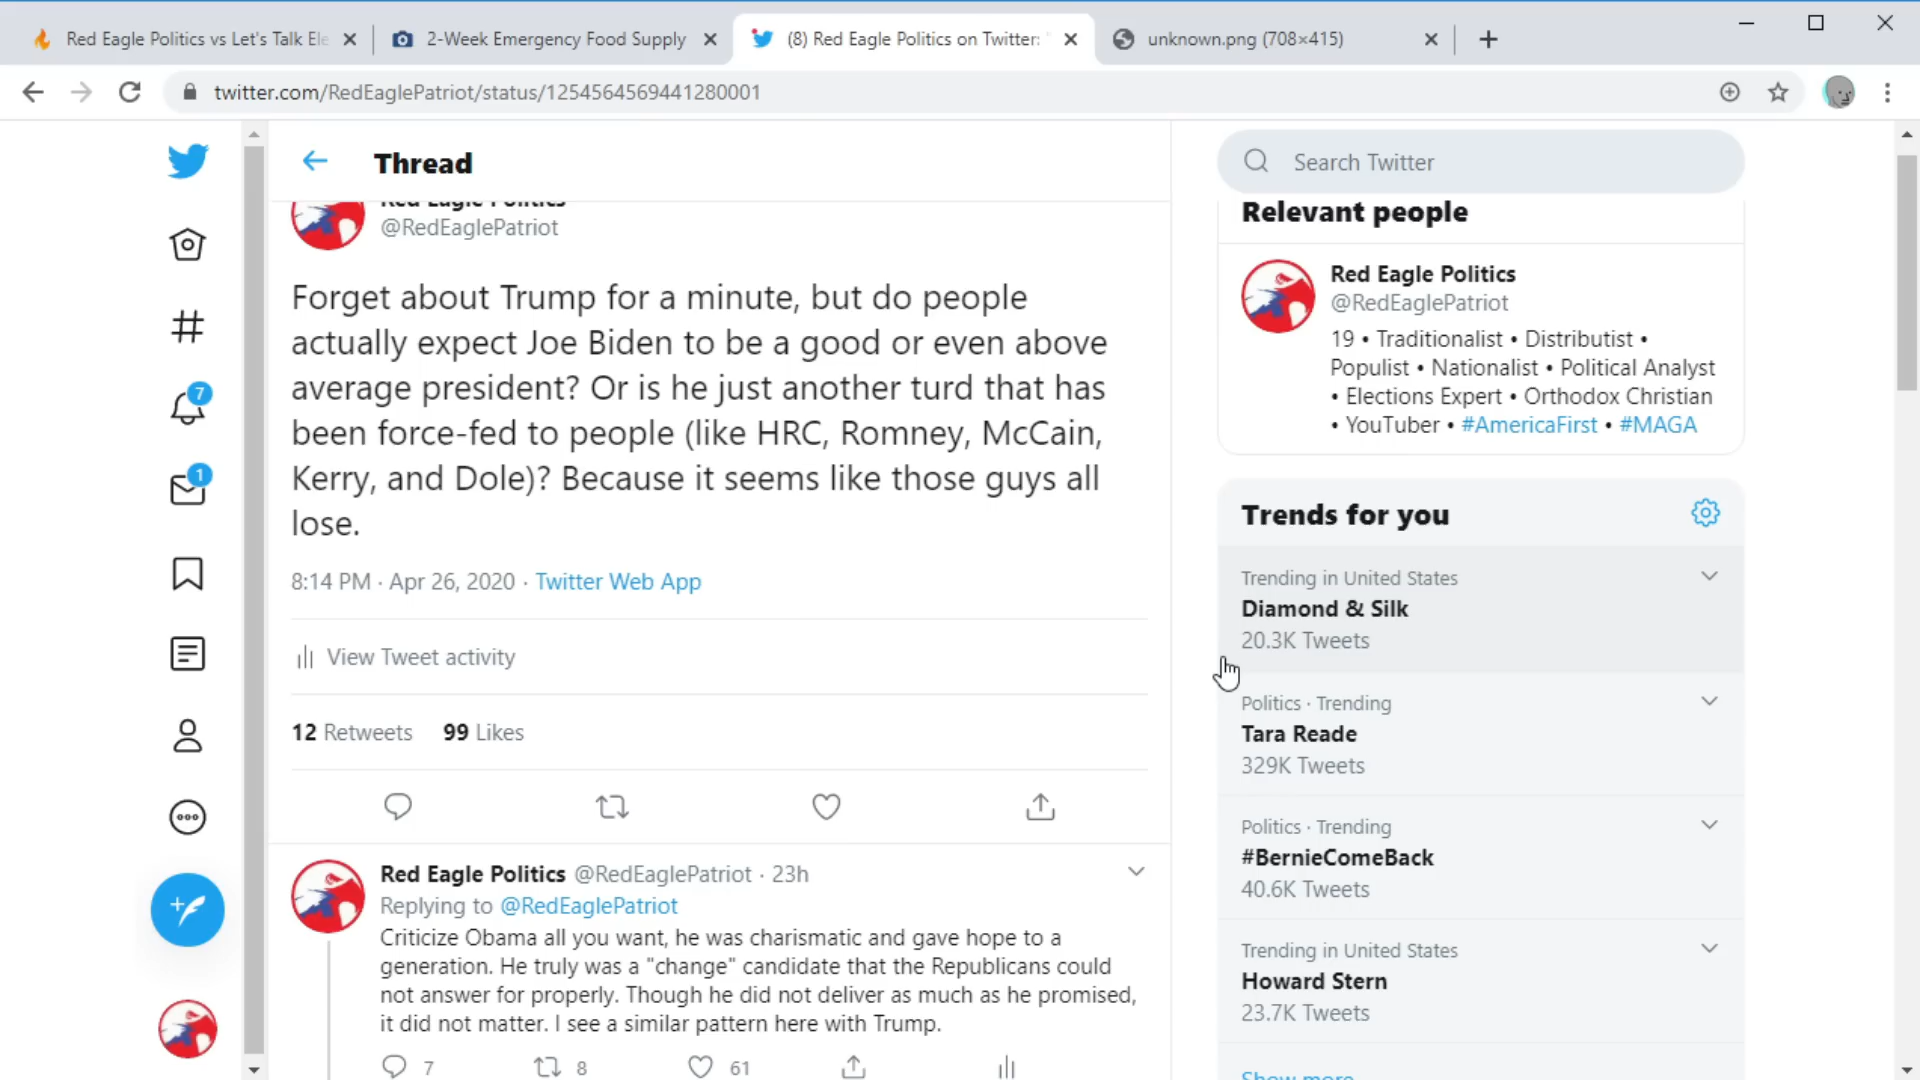 Red Eagle Politics vs Let's Talk Ele
2-Week Emergency Food Supply
(8) Red Eagle Politics on Twitter: "
unknown.png (708×415)
twitter.com/RedEaglePatriot/status/1254564569441280001
Thread
Search Twitter
Red Eagle Politics
@RedEaglePatriot
Forget about Trump for a minute, but do people
actually expect Joe Biden to be a good or even above
average president? Or is he just another turd that has
been force-fed to people (like HRC, Romney, McCain,
Kerry, and Dole)? Because it seems like those guys all
lose.
8:14 PM · Apr 26, 2020 · Twitter Web App
View Tweet activity
12 Retweets 99 Likes
Red Eagle Politics @RedEaglePatriot · 23h
Replying to @RedEaglePatriot
Criticize Obama all you want, he was charismatic and gave hope to a
generation. He truly was a "change" candidate that the Republicans could
not answer for properly. Though he did not deliver as much as he promised,
it did not matter. I see a similar pattern here with Trump.
7 8 61
7
1
Relevant people
Red Eagle Politics
@RedEaglePatriot
19 • Traditionalist • Distributist •
Populist • Nationalist • Political Analyst
• Elections Expert • Orthodox Christian
• YouTuber • #AmericaFirst • #MAGA
Trends for you
Trending in United States
Diamond & Silk
20.3K Tweets
Politics · Trending
Tara Reade
329K Tweets
Politics · Trending
#BernieComeBack
40.6K Tweets
Trending in United States
Howard Stern
23.7K Tweets
Show more